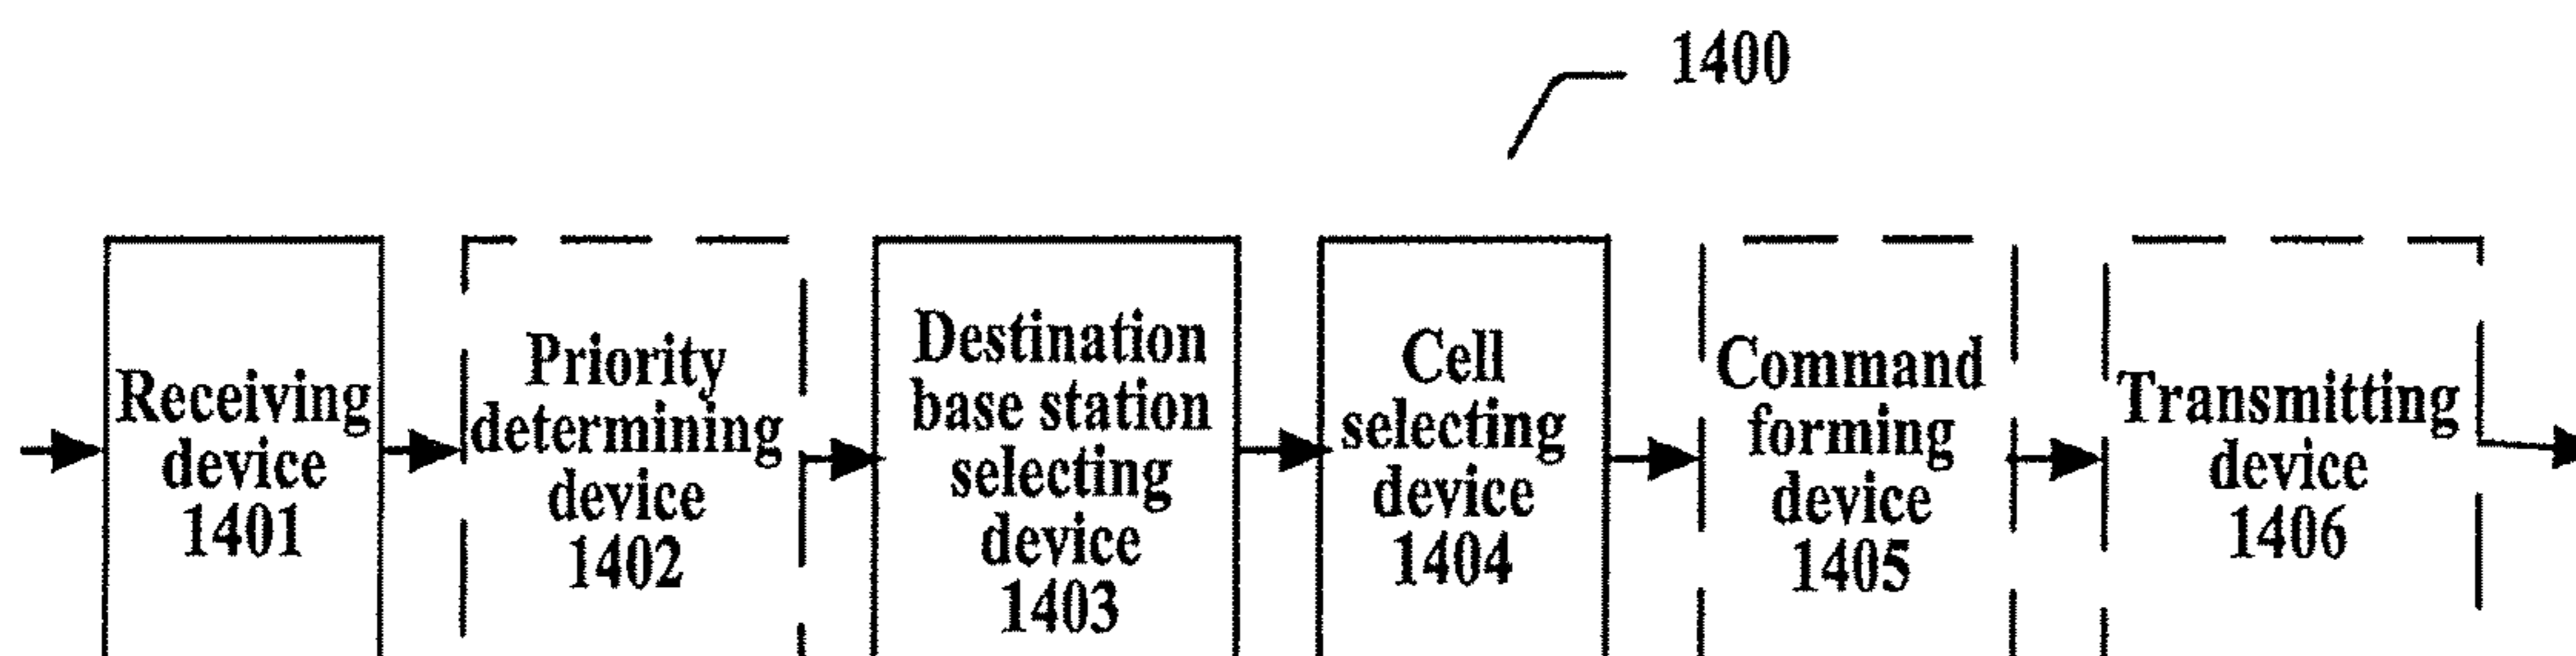 1400
Receiving
device
1401
Priority
determining
device
1402
Destination
base station
selecting
device
1403
Cell
selecting
device
1404
Command
forming
device
1405
Transmitting
device
1406